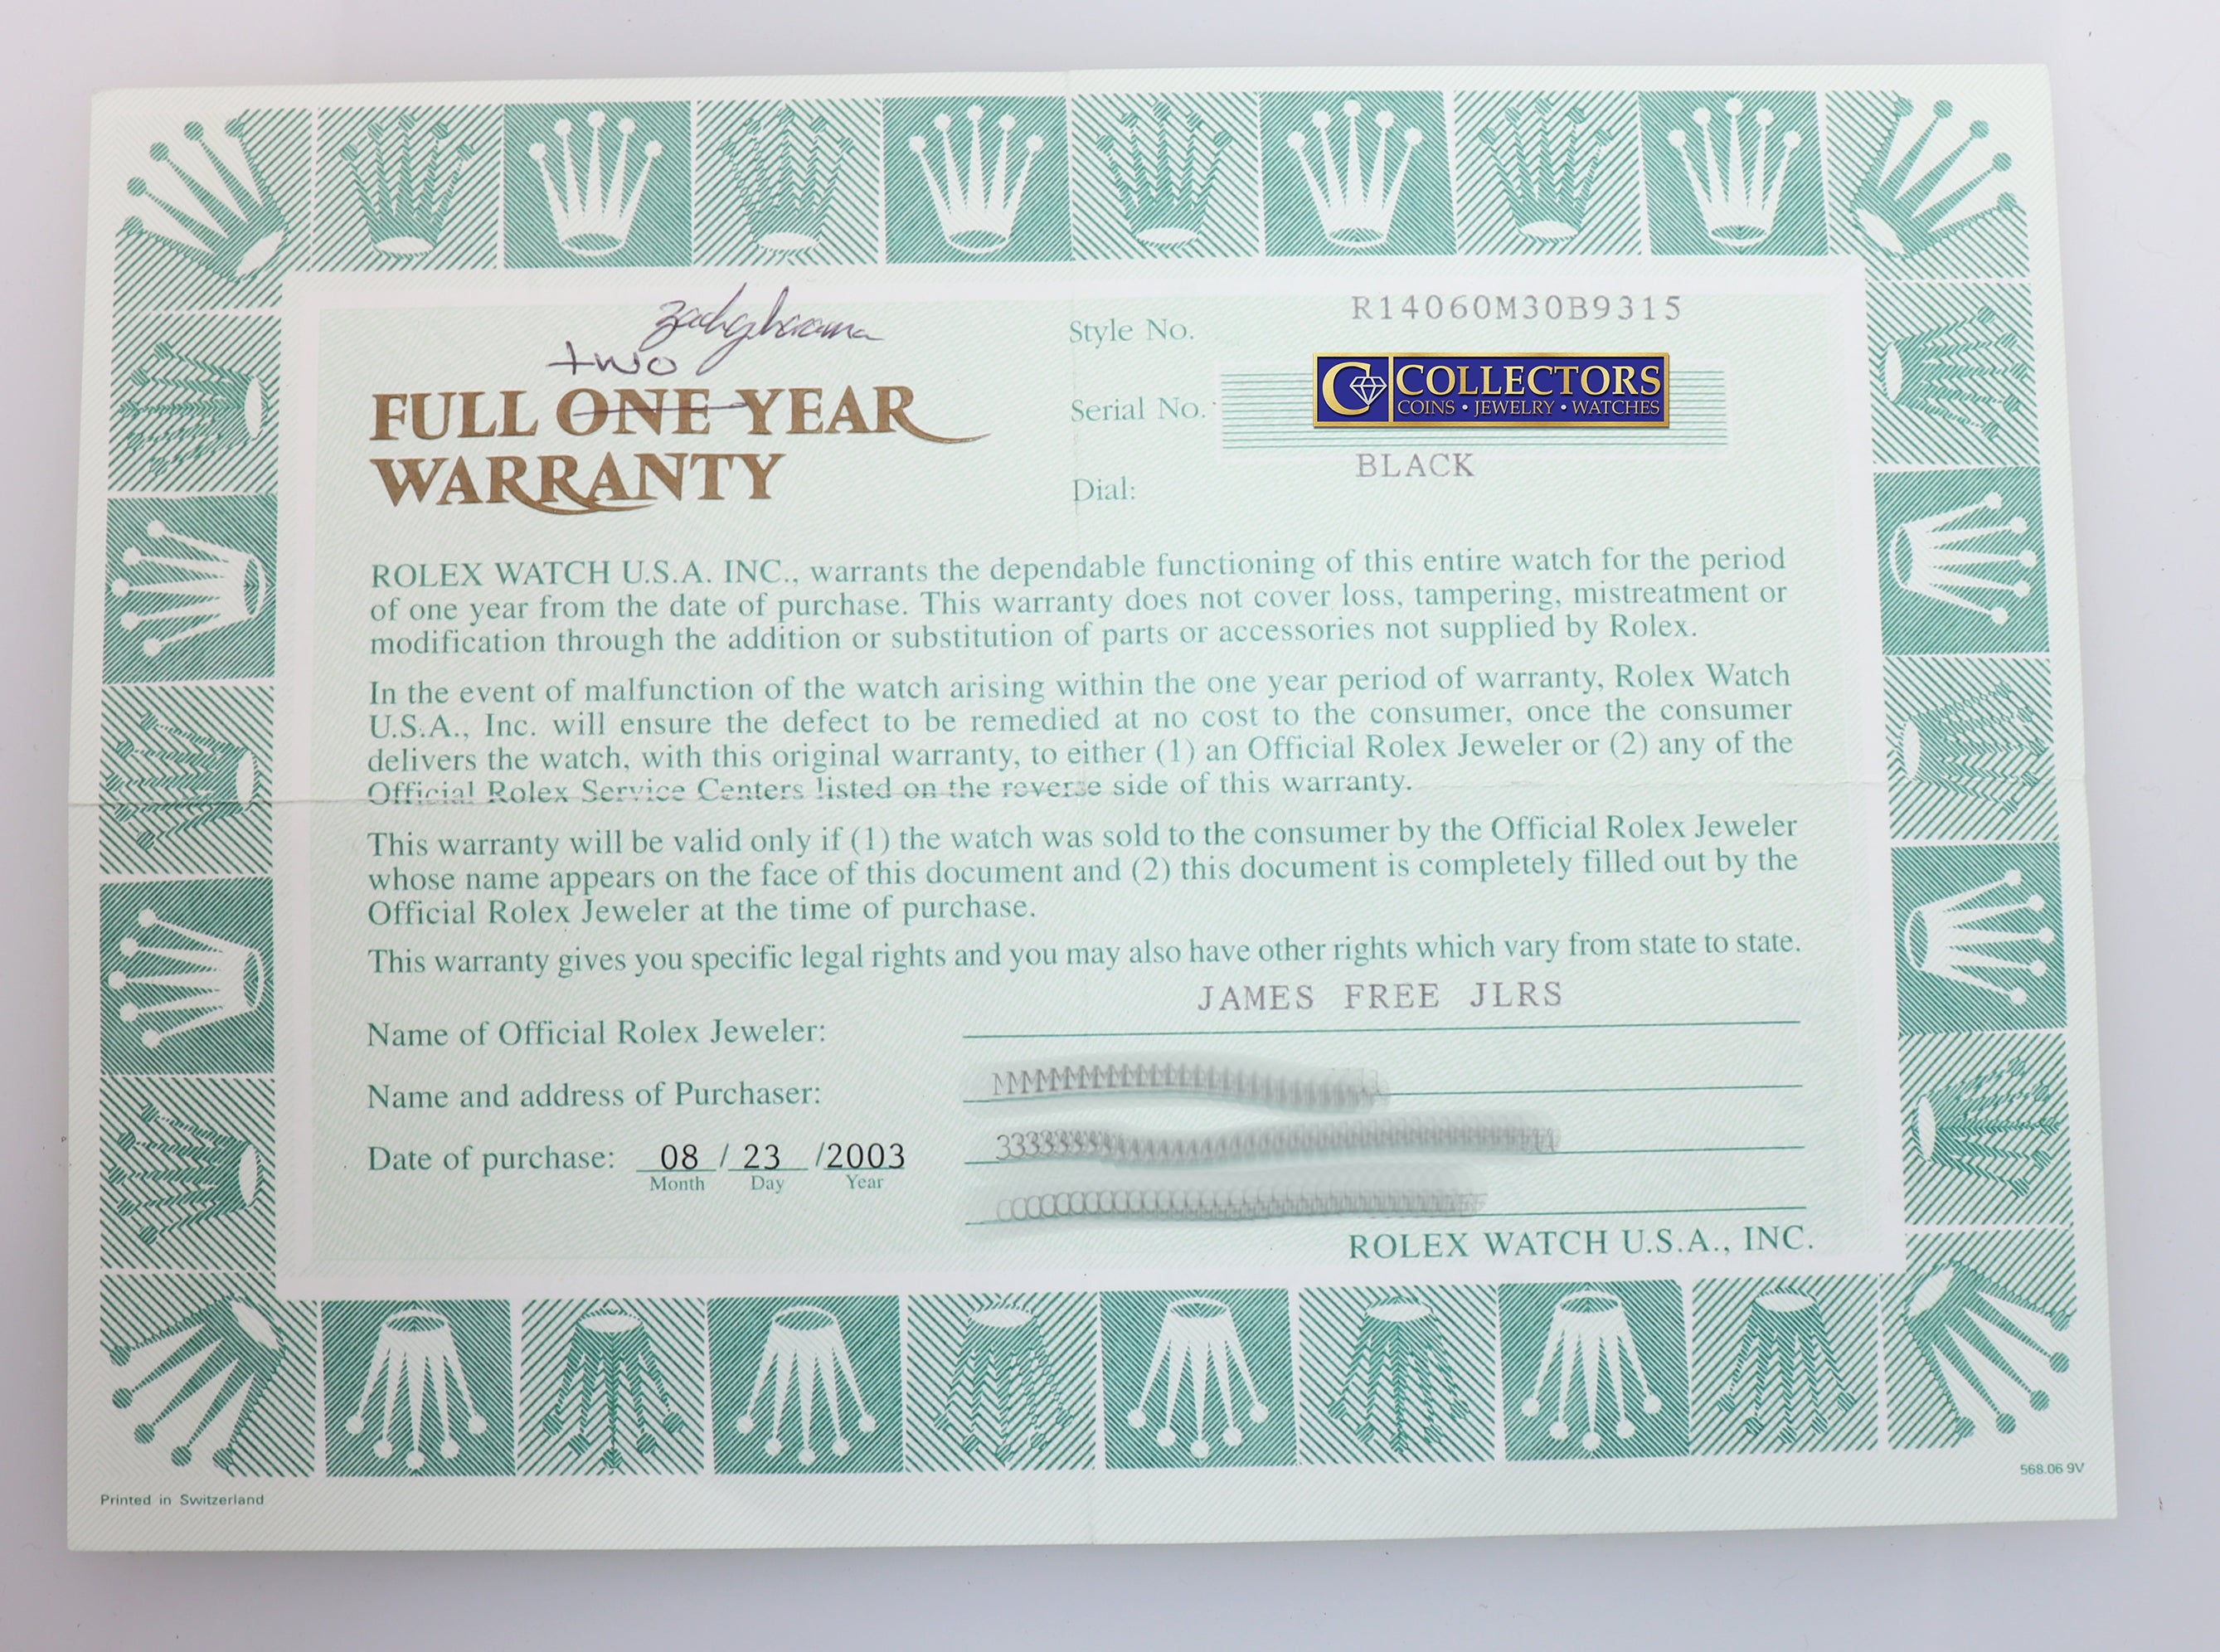 two
FULL ONE YEAR
WARRANTY
Style No. R14060M30B9315
Serial No.
COLLECTORS
COINS • JEWELRY • WATCHES
Dial: BLACK
ROLEX WATCH U.S.A. INC., warrants the dependable functioning of this entire watch for the period
of one year from the date of purchase. This warranty does not cover loss, tampering, mistreatment or
modification through the addition or substitution of parts or accessories not supplied by Rolex.
In the event of malfunction of the watch arising within the one year period of warranty, Rolex Watch
U.S.A., Inc. will ensure the defect to be remedied at no cost to the consumer, once the consumer
delivers the watch, with this original warranty, to either (1) an Official Rolex Jeweler or (2) any of the
Official Rolex Service Centers listed on the reverse side of this warranty.
This warranty will be valid only if (1) the watch was sold to the consumer by the Official Rolex Jeweler
whose name appears on the face of this document and (2) this document is completely filled out by the
Official Rolex Jeweler at the time of purchase.
This warranty gives you specific legal rights and you may also have other rights which vary from state to state.
Name of Official Rolex Jeweler: JAMES FREE JLRS
Name and address of Purchaser:
Date of purchase: 08 / 23 / 2003
Month Day Year
ROLEX WATCH U.S.A., INC.
Printed in Switzerland
568.06 9V